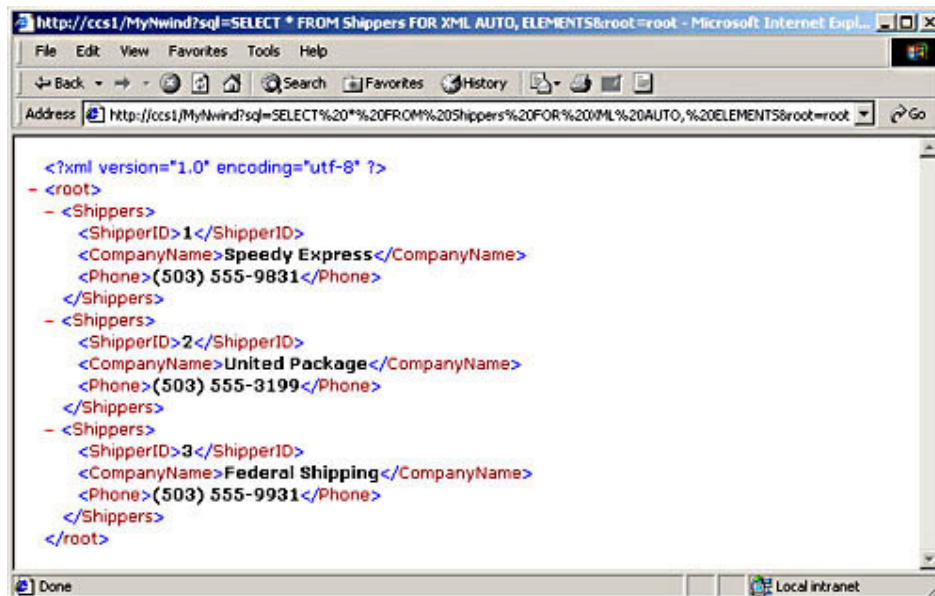 http://ccs1/MyNwind?sql=SELECT * FROM Shippers FOR XML AUTO, ELEMENTS&root=root - Microsoft Internet Expl...
File Edit View Favorites Tools Help
Back Search Favorites History
Address http://ccs1/MyNwind?sql=SELECT%20*%20FROM%20Shippers%20FOR%20XML%20AUTO,%20ELEMENTS&root=root Go
<?xml version="1.0" encoding="utf-8" ?>
- <root>
- <Shippers>
<ShipperID>1</ShipperID>
<CompanyName>Speedy Express</CompanyName>
<Phone>(503) 555-9831</Phone>
</Shippers>
- <Shippers>
<ShipperID>2</ShipperID>
<CompanyName>United Package</CompanyName>
<Phone>(503) 555-3199</Phone>
</Shippers>
- <Shippers>
<ShipperID>3</ShipperID>
<CompanyName>Federal Shipping</CompanyName>
<Phone>(503) 555-9931</Phone>
</Shippers>
</root>
Done Local intranet